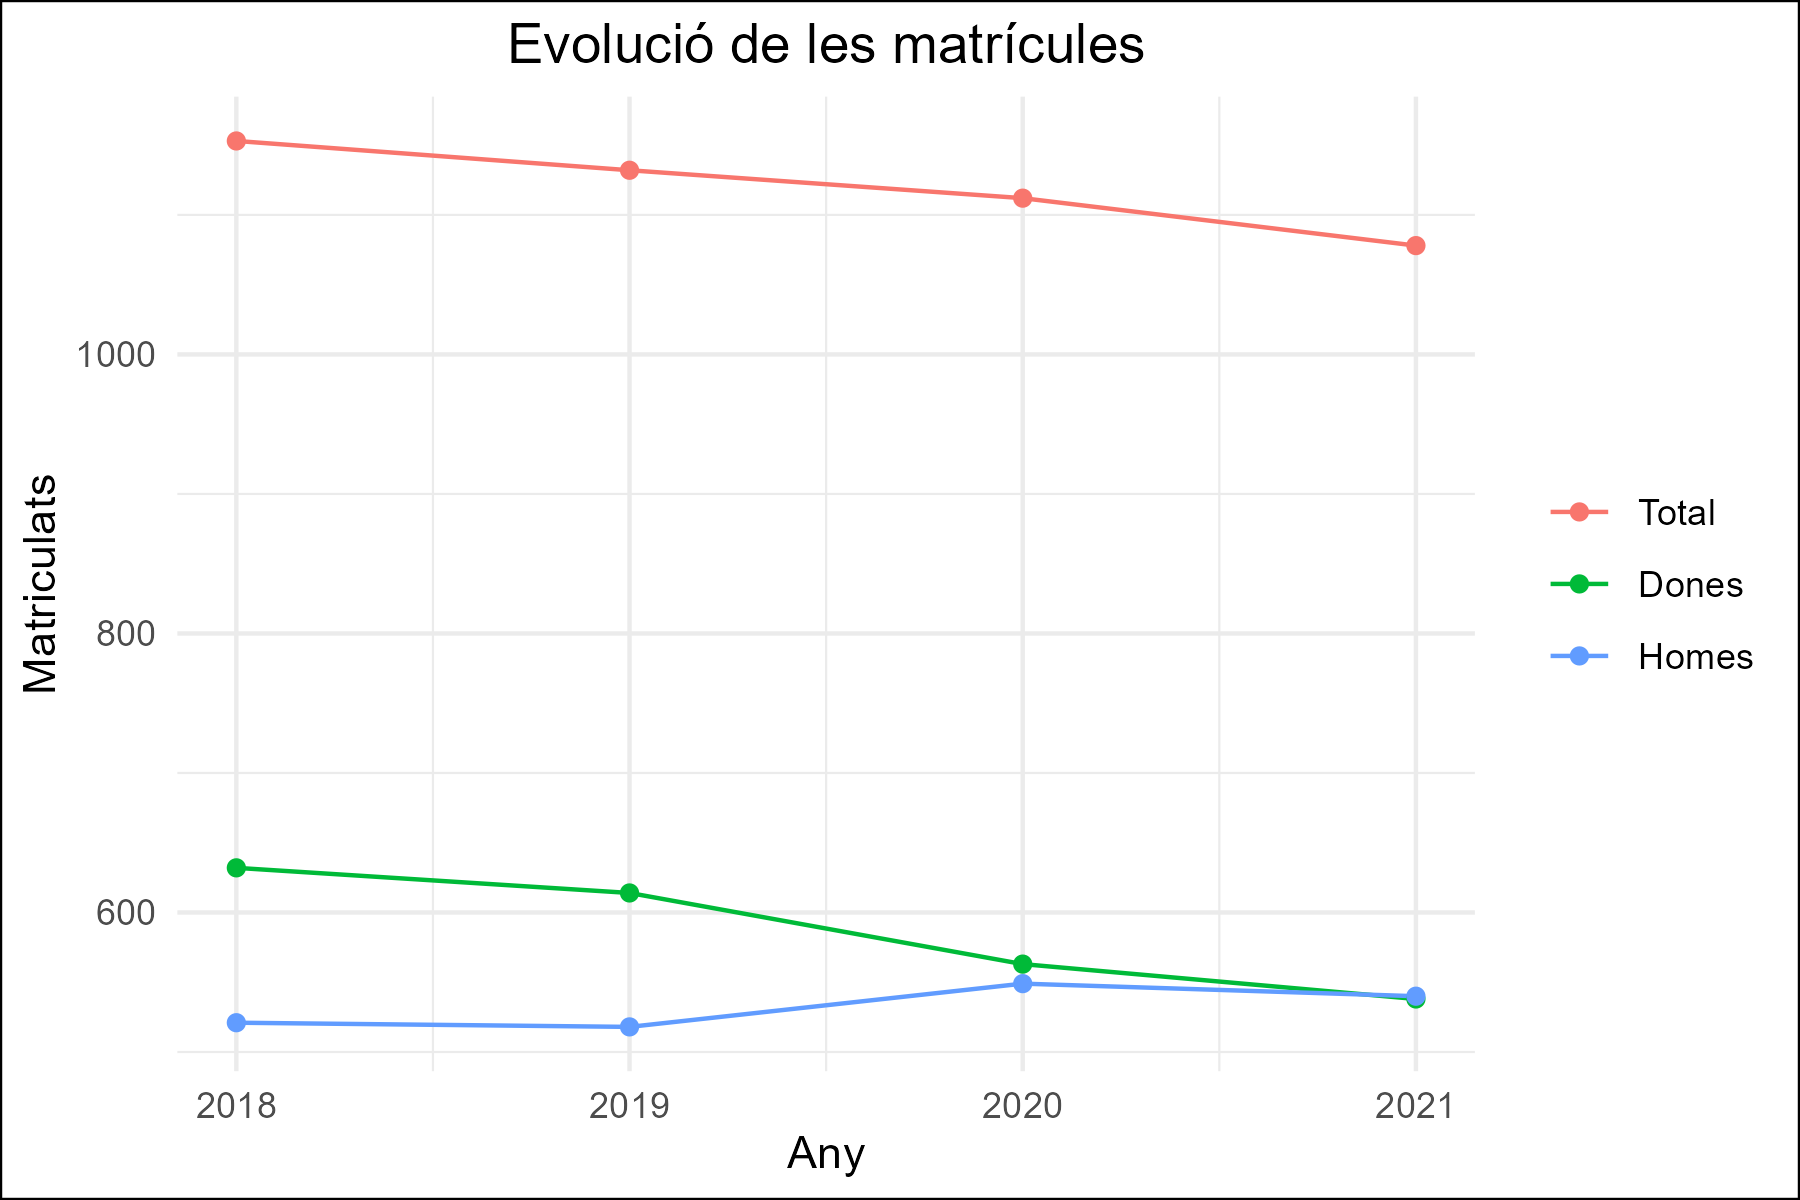 Evolució de les matrícules
Matriculats
1000
800
600
2018
2019
2020
2021
Any
Total
Dones
Homes